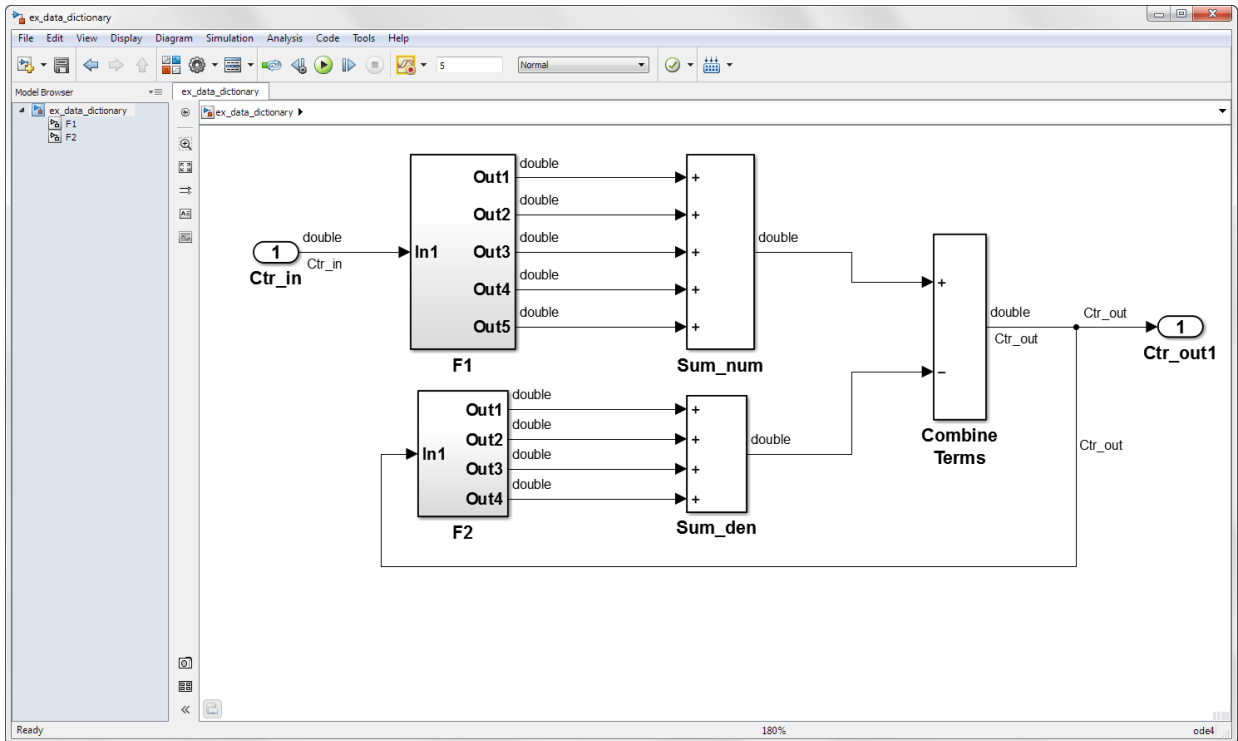 ex_data_dictionary
File Edit View Display Diagram Simulation Analysis Code Tools Help
5 Normal
Model Browser
ex_data_dictionary
ex_data_dictionary
F1
F2
ex_data_dictionary
double
Out1 +
double
Out2 +
double double double
1 In1 Out3 +
Ctr_in
Ctr_in
double
Out4 + +
double double Ctr_out
Out5 + 1
Ctr_out
Ctr_out1
F1 Sum_num
−
double
Out1 +
double
Out2 + double
Combine
Terms
Ctr_out
In1 double
Out3 +
double
Out4 +
F2 Sum_den
Ready 180% ode4